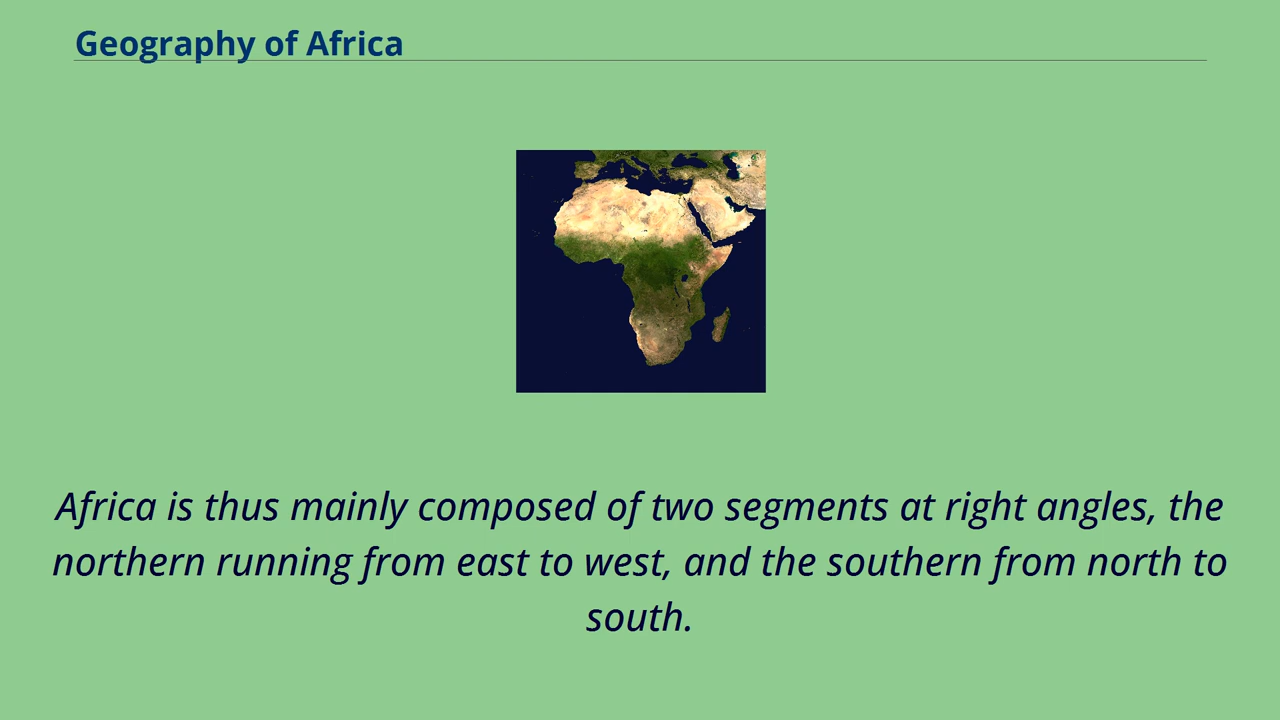 Geography of Africa
Africa is thus mainly composed of two segments at right angles, the
northern running from east to west, and the southern from north to
south.